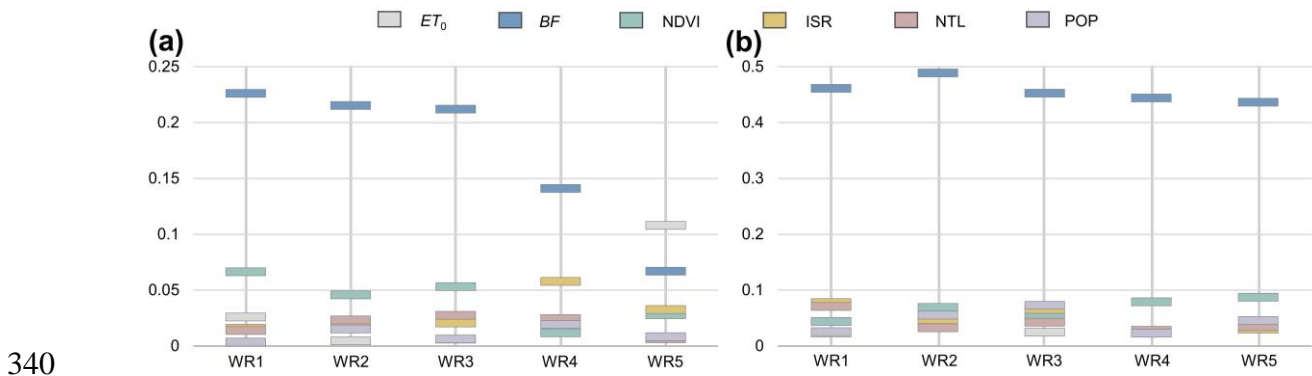 ET₀ BF NDVI ISR NTL POP
(a) (b)
0.25 0.5
0.2 0.4
0.15 0.3
0.1 0.2
0.05 0.1
0 0
WR1 WR2 WR3 WR4 WR5 WR1 WR2 WR3 WR4 WR5
340